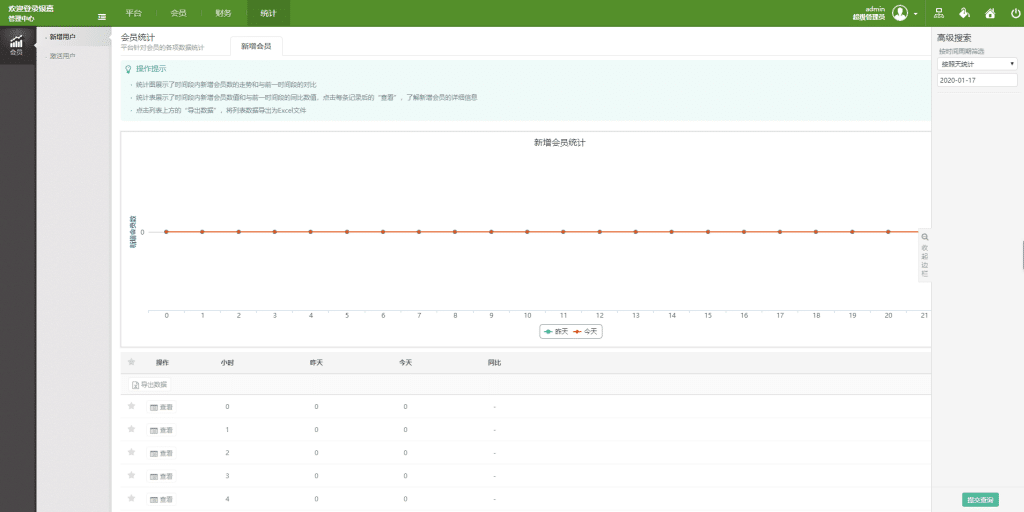 欢迎登录银嘉
管理中心
平台
会员
财务
统计
admin
超级管理员
会员
新增用户
激活用户
会员统计
平台针对会员的各项数据统计
新增会员
操作提示
统计图展示了时间段内新增会员数的走势和与前一时间段的对比
统计表展示了时间段内新增会员数值和与前一时间段的同比数值,点击每条记录后的“查看”,了解新增会员的详细信息
点击列表上方的“导出数据”,将列表数据导出为Excel文件
新增会员统计
新增会员数
0
0 1 2 3 4 5 6 7 8 9 10 11 12 13 14 15 16 17 18 19 20 21
昨天 今天
操作 小时 昨天 今天 同比
导出数据
查看 0 0 0 -
查看 1 0 0 -
查看 2 0 0 -
查看 3 0 0 -
查看 4 0 0 -
高级搜索
按时间周期筛选
按照天统计
2020-01-17
收起边栏
提交查询